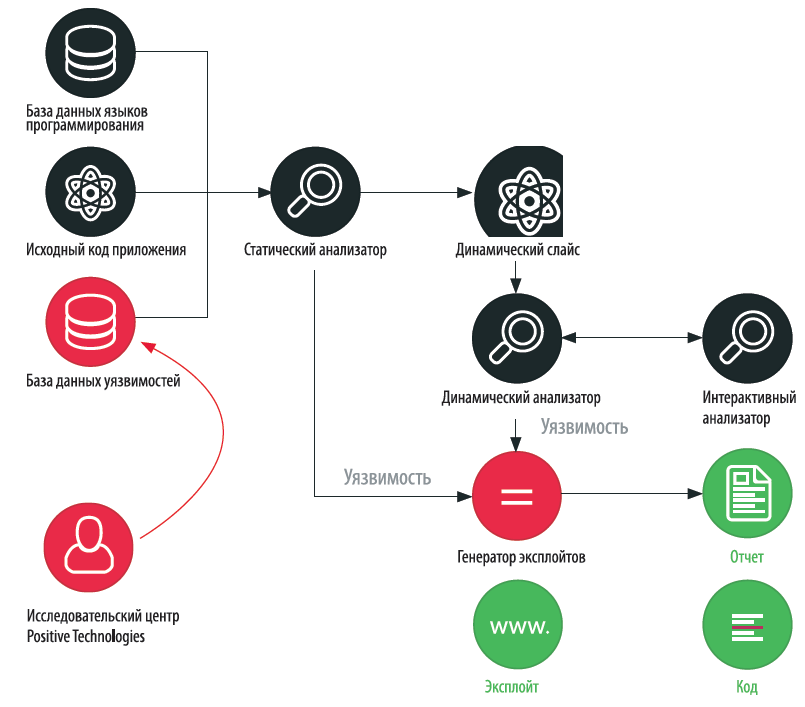 База данных языков
программирования
Исходный код приложения
Статический анализатор
Динамический слайс
База данных уязвимостей
Динамический анализатор
Интерактивный
анализатор
Уязвимость
Уязвимость
Генератор эксплойтов
Отчет
Исследовательский центр
Positive Technologies
www.
Эксплойт
Код